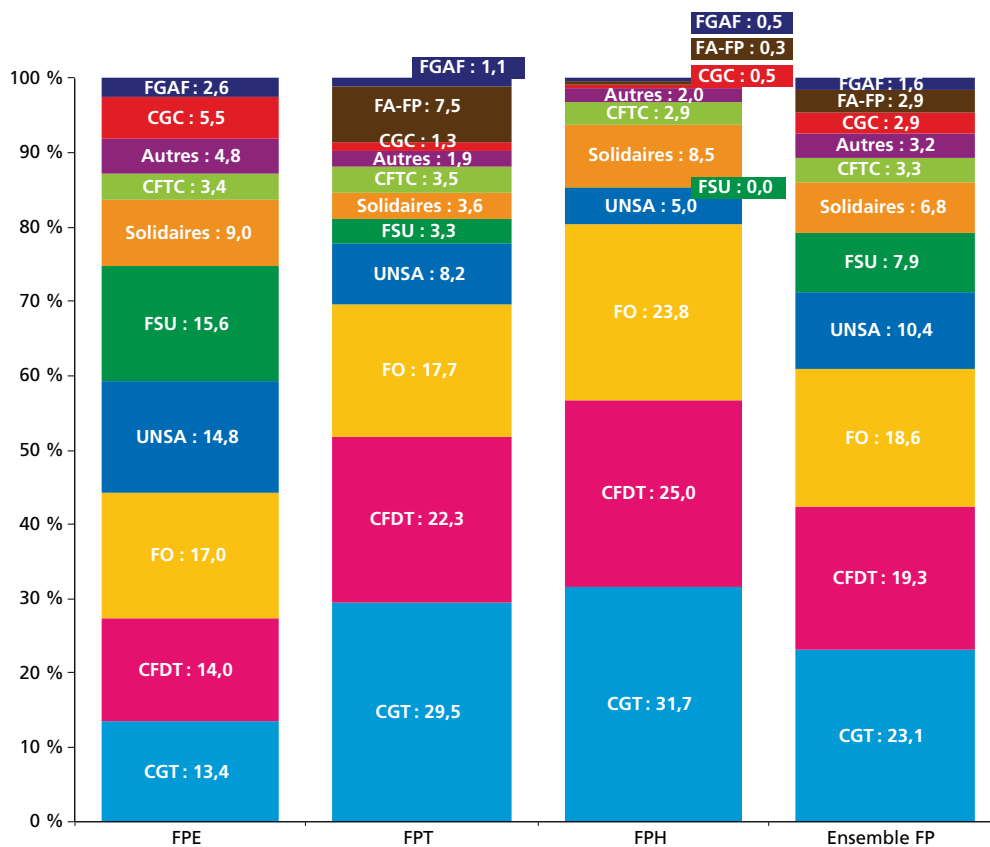 FGAF : 0,5
FA-FP : 0,3
CGC : 0,5
FSU : 0,0
100 %
90 %
80 %
70 %
60 %
50 %
40 %
30 %
20 %
10 %
0 %
FGAF : 2,6
CGC : 5,5
Autres : 4,8
CFTC : 3,4
Solidaires : 9,0
FSU : 15,6
UNSA : 14,8
FO : 17,0
CFDT : 14,0
CGT : 13,4
FPE
FGAF : 1,1
FA-FP : 7,5
CGC : 1,3
Autres : 1,9
CFTC : 3,5
Solidaires : 3,6
FSU : 3,3
UNSA : 8,2
FO : 17,7
CFDT : 22,3
CGT : 29,5
FPT
Autres : 2,0
CFTC : 2,9
Solidaires : 8,5
UNSA : 5,0
FO : 23,8
CFDT : 25,0
CGT : 31,7
FPH
FGAF : 1,6
FA-FP : 2,9
CGC : 2,9
Autres : 3,2
CFTC : 3,3
Solidaires : 6,8
FSU : 7,9
UNSA : 10,4
FO : 18,6
CFDT : 19,3
CGT : 23,1
Ensemble FP